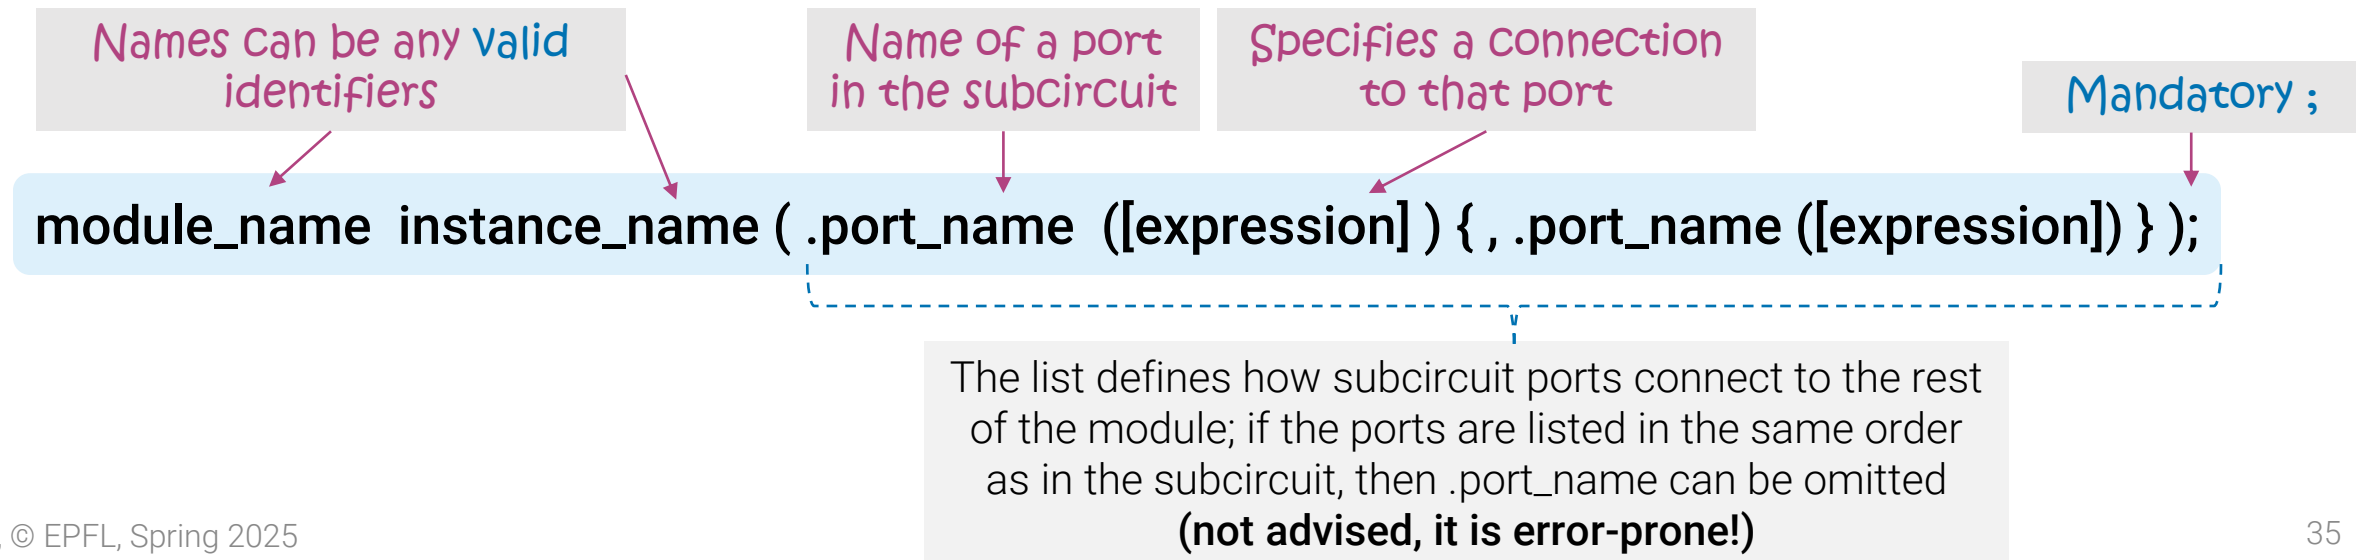 Names can be any valid
identifiers
Name of a port
in the subcircuit
Specifies a connection
to that port
Mandatory ;
module_name instance_name ( .port_name ([expression] ) { , .port_name ([expression]) } );
The list defines how subcircuit ports connect to the rest
of the module; if the ports are listed in the same order
as in the subcircuit, then .port_name can be omitted
(not advised, it is error-prone!)
, © EPFL, Spring 2025
35